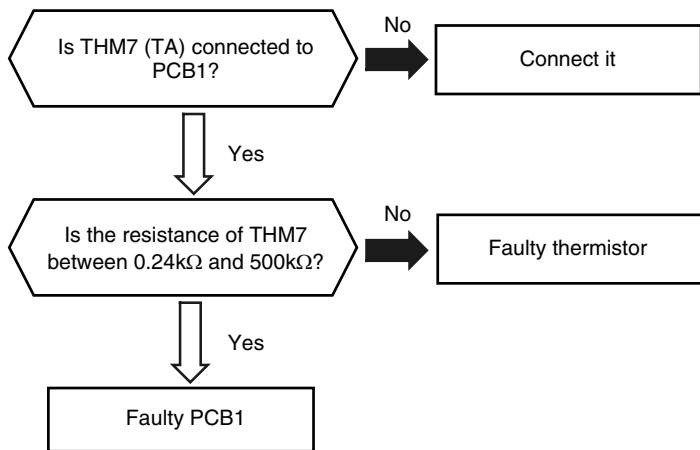 Is THM7 (TA) connected to
PCB1?
No
Connect it
Yes
Is the resistance of THM7
between 0.24kΩ and 500kΩ?
No
Faulty thermistor
Yes
Faulty PCB1